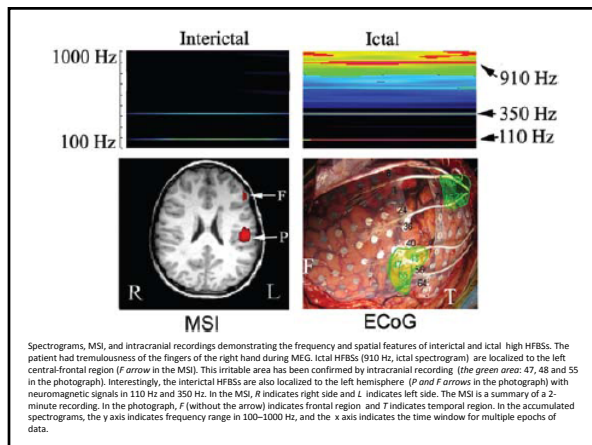 Interictal
Ictal
1000 Hz
910 Hz
350 Hz
100 Hz
110 Hz
F
P
R
L
F
T
40
64
MSI
ECoG
Spectrograms, MSI, and intracranial recordings demonstrating the frequency and spatial features of interictal and ictal high HFBSs. The
patient had tremulousness of the fingers of the right hand during MEG. Ictal HFBSs (910 Hz, ictal spectrogram) are localized to the left
central-frontal region (F arrow in the MSI). This irritable area has been confirmed by intracranial recording (the green area: 47, 48 and 55
in the photograph). Interestingly, the interictal HFBSs are also localized to the left hemisphere (P and F arrows in the photograph) with
neuromagnetic signals in 110 Hz and 350 Hz. In the MSI, R indicates right side and L indicates left side. The MSI is a summary of a 2-
minute recording. In the photograph, F (without the arrow) indicates frontal region and T indicates temporal region. In the accumulated
spectrograms, the y axis indicates frequency range in 100–1000 Hz, and the x axis indicates the time window for multiple epochs of
data.